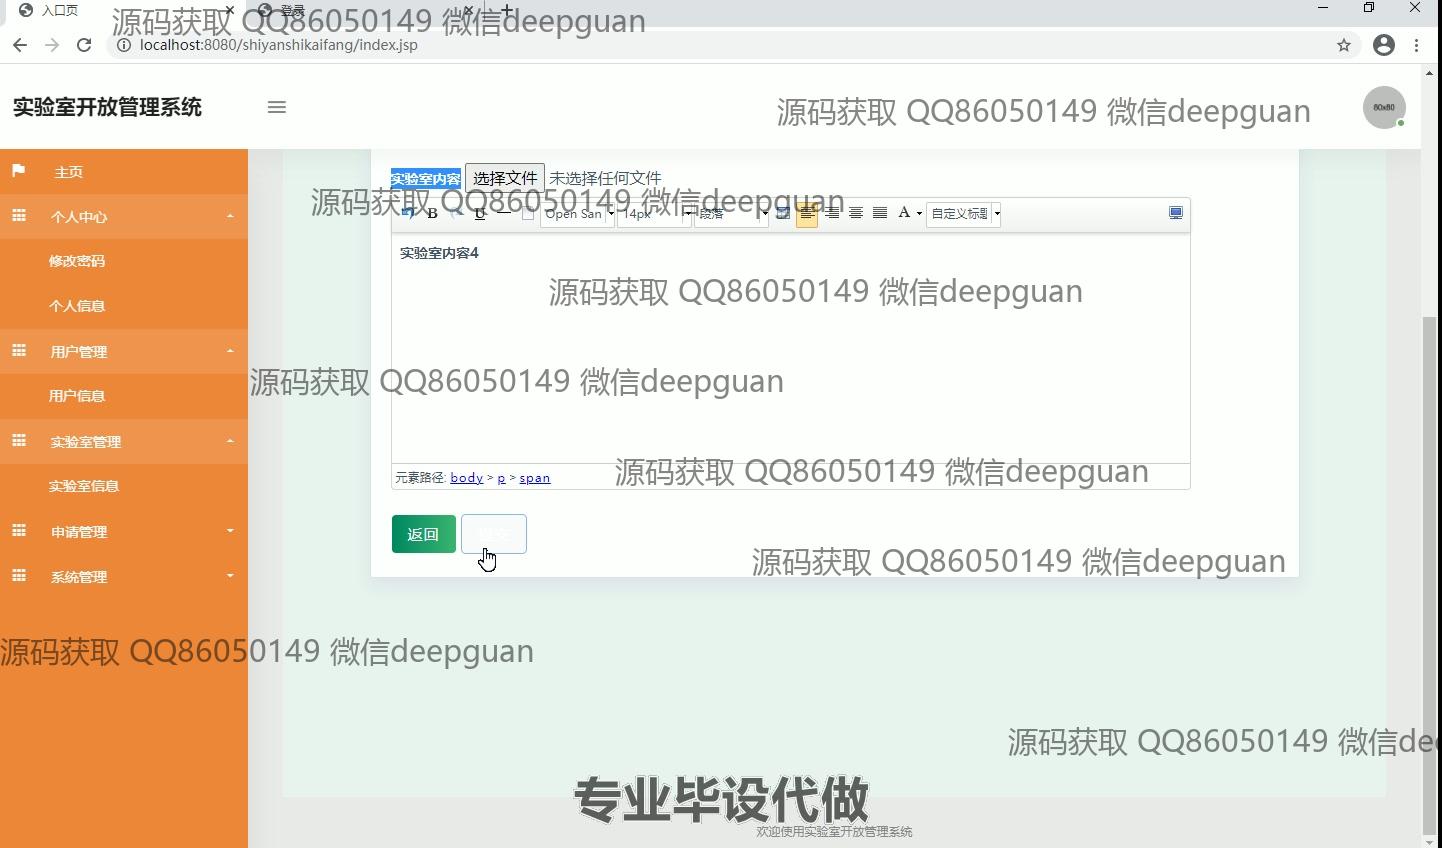 入口页
登录
源码获取 QQ86050149 微信deepguan
localhost:8080/shiyanshikaifang/index.jsp
实验室开放管理系统
源码获取 QQ86050149 微信deepguan
60x60
主页
个人中心
修改密码
个人信息
用户管理
用户信息
实验室管理
实验室信息
申请管理
系统管理
实验室内容 选择文件 未选择任何文件
源码获取 QQ86050149 微信deepguan
B U Open San 14px 段落 A 自定义标题
实验室内容4
源码获取 QQ86050149 微信deepguan
源码获取 QQ86050149 微信deepguan
源码获取 QQ86050149 微信deepguan
元素路径: body > p > span
返回
源码获取 QQ86050149 微信deepguan
源码获取 QQ86050149 微信deepguan
源码获取 QQ86050149 微信dee
专业毕设代做
欢迎使用实验室开放管理系统